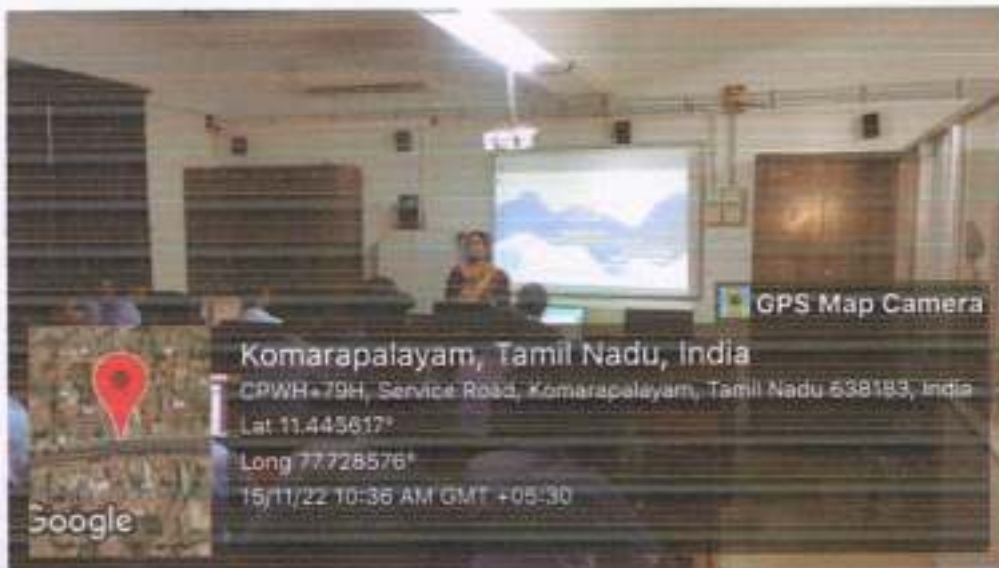 GPS Map Camera
Komarapalayam, Tamil Nadu, India
CPWH+79H, Service Road, Komarapalayam, Tamil Nadu 638183, India
Lat 11.445617°
Long 77.728576°
15/11/22 10:36 AM GMT +05:30
Google